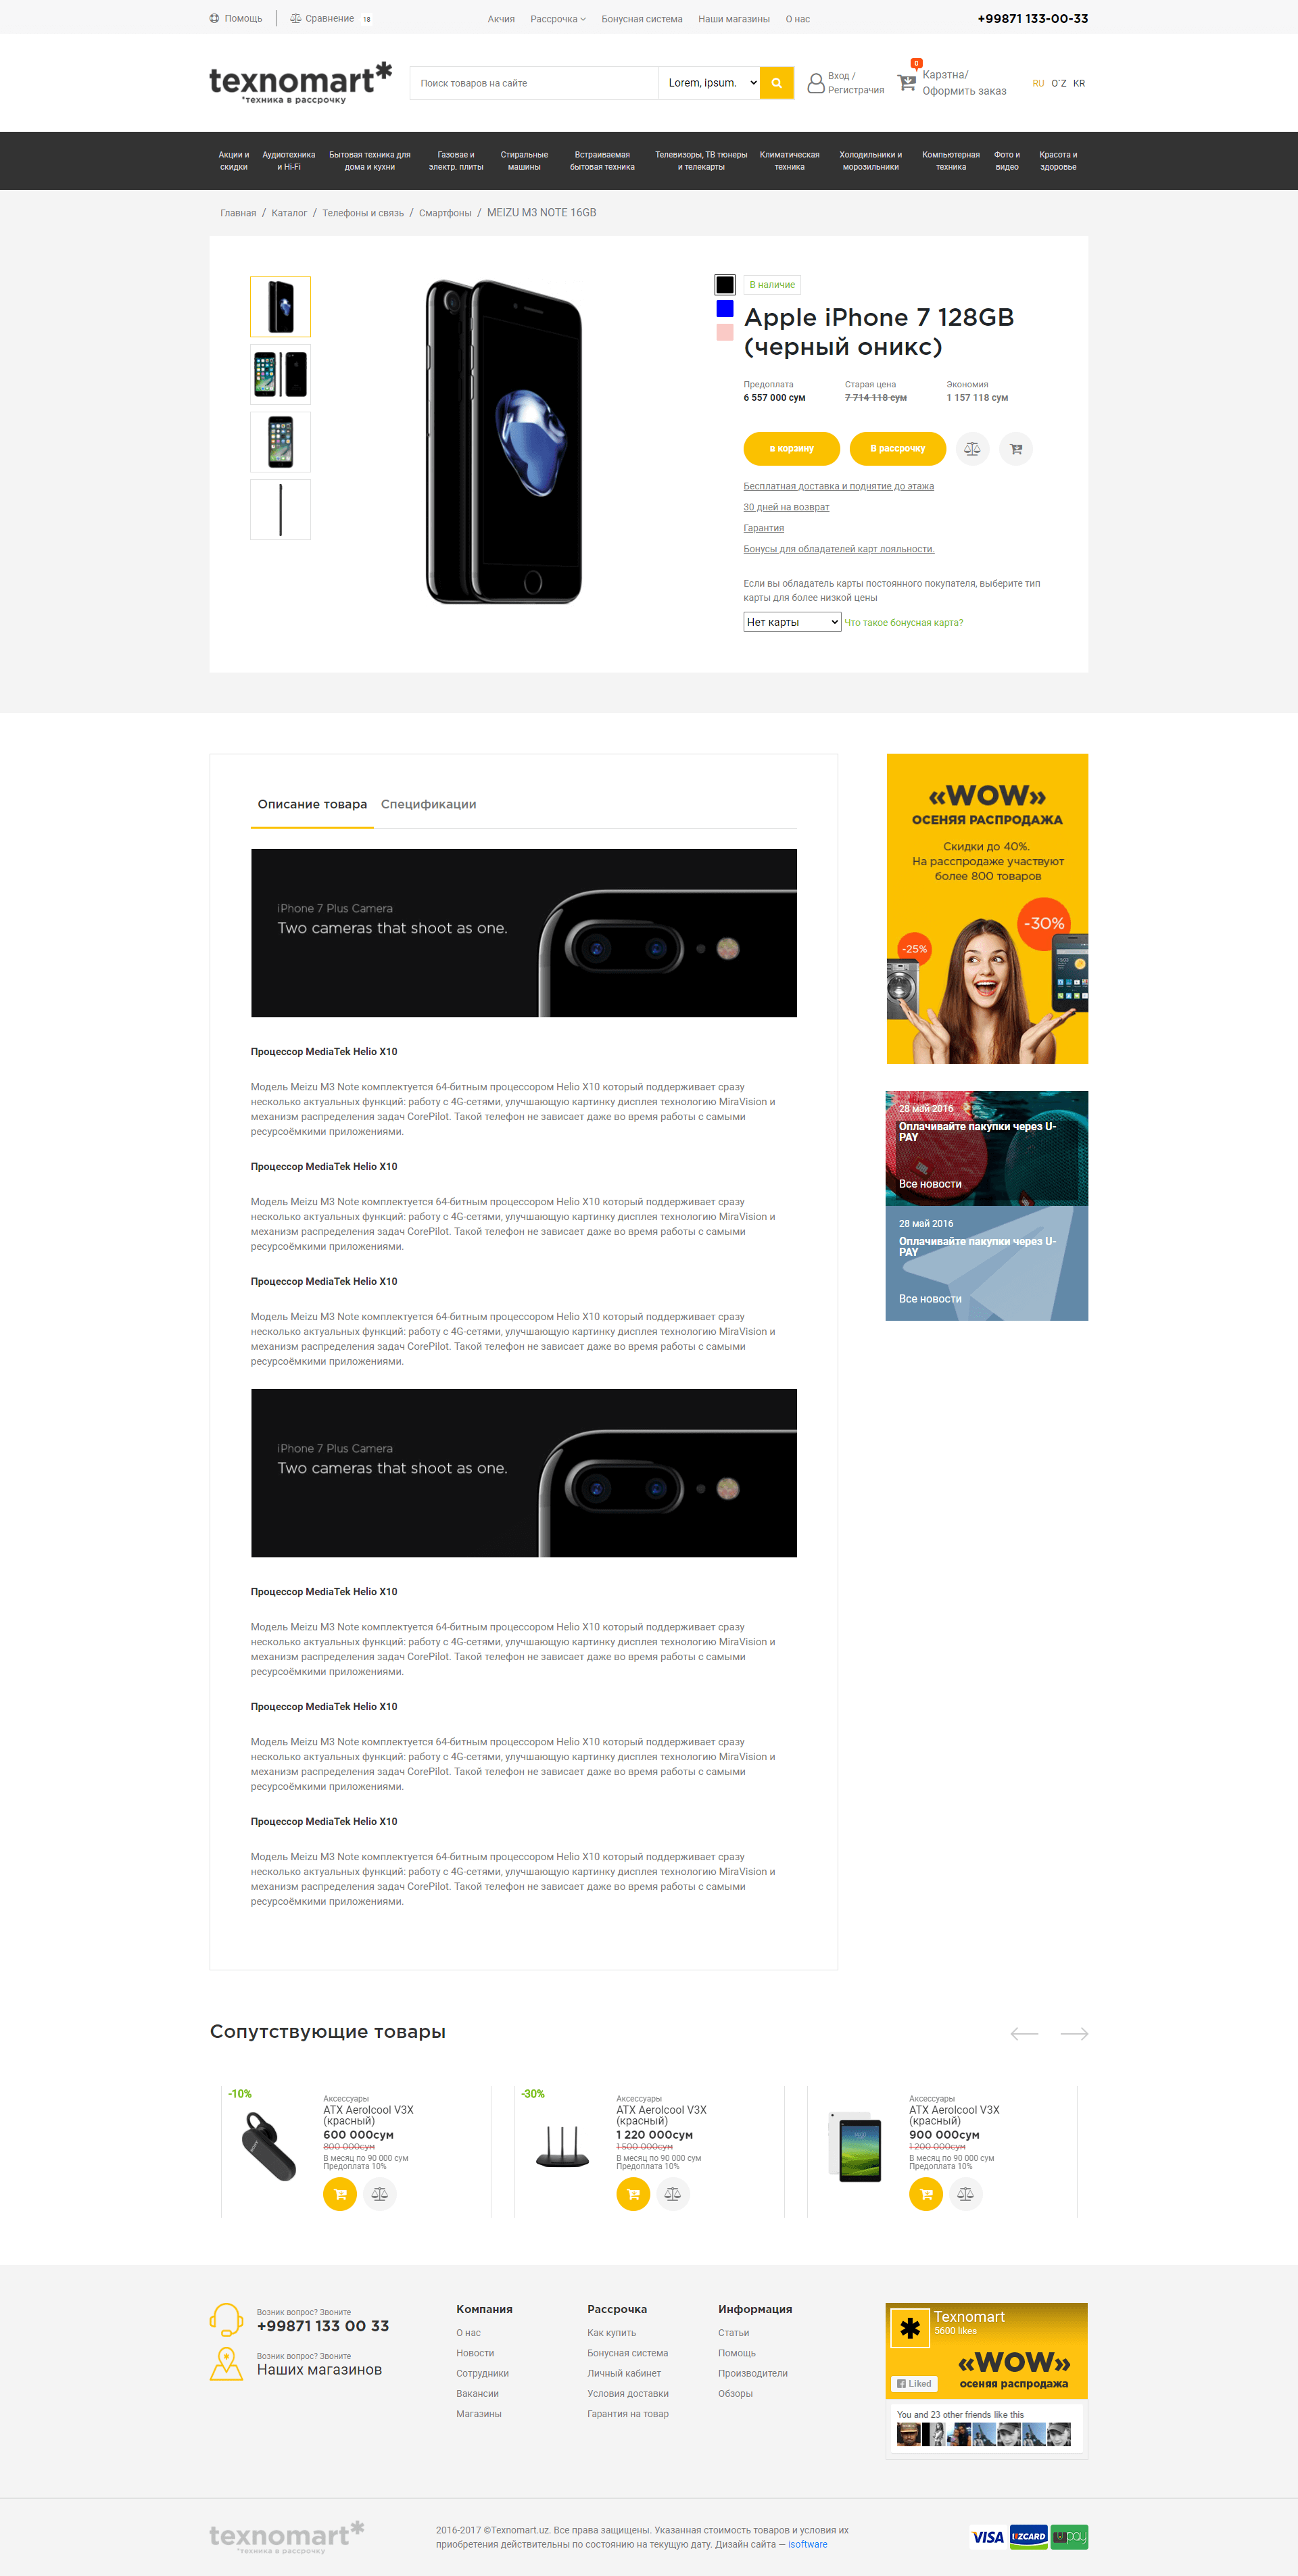 Помощь
Сравнение 18
Акчия Рассрочка Бонусная система Наши магазины О нас
+99871 133-00-33
texnomart*
*техника в рассрочку
Поиск товаров на сайте
Lorem, ipsum.
Вход /
Регистрачия
0
Каразтна/
Оформить заказ
RU O`Z KR
Акции и скидки
Аудиотехника и Hi-Fi
Бытовая техника для дома и кухни
Газовае и электр. плиты
Стиральные машины
Встраиваемая бытовая техника
Телевизоры, ТВ тюнеры и телекарты
Климатическая техника
Холодильники и морозильники
Компьютерная техника
Фото и видео
Красота и здоровье
Главная / Каталог / Телефоны и связь / Смартфоны / MEIZU M3 NOTE 16GB
В наличие
Apple iPhone 7 128GB
(черный оникс)
Предоплата
6 557 000 сум
Старая цена
7 714 118 сум
Экономия
1 157 118 сум
в корзину
В рассрочку
Бесплатная доставка и поднятие до этажа
30 дней на возврат
Гарантия
Бонусы для обладателей карт лояльности.
Если вы обладатель карты постоянного покупателя, выберите тип
карты для более низкой цены
Нет карты
Что такое бонусная карта?
Описание товара
Спецификации
iPhone 7 Plus Camera
Two cameras that shoot as one.
Процессор MediaTek Helio X10
Модель Meizu M3 Note комплектуется 64-битным процессором Helio X10 который поддерживает сразу
несколько актуальных функций: работу с 4G-сетями, улучшающую картинку дисплея технологию MiraVision и
механизм распределения задач CorePilot. Такой телефон не зависает даже во время работы с самыми
ресурсоёмкими приложениями.
Процессор MediaTek Helio X10
Модель Meizu M3 Note комплектуется 64-битным процессором Helio X10 который поддерживает сразу
несколько актуальных функций: работу с 4G-сетями, улучшающую картинку дисплея технологию MiraVision и
механизм распределения задач CorePilot. Такой телефон не зависает даже во время работы с самыми
ресурсоёмкими приложениями.
Процессор MediaTek Helio X10
Модель Meizu M3 Note комплектуется 64-битным процессором Helio X10 который поддерживает сразу
несколько актуальных функций: работу с 4G-сетями, улучшающую картинку дисплея технологию MiraVision и
механизм распределения задач CorePilot. Такой телефон не зависает даже во время работы с самыми
ресурсоёмкими приложениями.
iPhone 7 Plus Camera
Two cameras that shoot as one.
Процессор MediaTek Helio X10
Модель Meizu M3 Note комплектуется 64-битным процессором Helio X10 который поддерживает сразу
несколько актуальных функций: работу с 4G-сетями, улучшающую картинку дисплея технологию MiraVision и
механизм распределения задач CorePilot. Такой телефон не зависает даже во время работы с самыми
ресурсоёмкими приложениями.
Процессор MediaTek Helio X10
Модель Meizu M3 Note комплектуется 64-битным процессором Helio X10 который поддерживает сразу
несколько актуальных функций: работу с 4G-сетями, улучшающую картинку дисплея технологию MiraVision и
механизм распределения задач CorePilot. Такой телефон не зависает даже во время работы с самыми
ресурсоёмкими приложениями.
Процессор MediaTek Helio X10
Модель Meizu M3 Note комплектуется 64-битным процессором Helio X10 который поддерживает сразу
несколько актуальных функций: работу с 4G-сетями, улучшающую картинку дисплея технологию MiraVision и
механизм распределения задач CorePilot. Такой телефон не зависает даже во время работы с самыми
ресурсоёмкими приложениями.
«WOW»
ОСЕНЯЯ РАСПРОДАЖА
Скидки до 40%.
На расспродаже участвуют
более 800 товаров
-30%
-25%
28 май 2016
Оплачивайте пакупки через U-
PAY
Все новости
28 май 2016
Оплачивайте пакупки через U-
PAY
Все новости
Сопутствующие товары
-10%
Аксессуары
ATX Aerolcool V3X
(красный)
600 000сум
800 000сум
В месяц по 90 000 сум
Предоплата 10%
-30%
Аксессуары
ATX Aerolcool V3X
(красный)
1 220 000сум
1 500 000сум
В месяц по 90 000 сум
Предоплата 10%
Аксессуары
ATX Aerolcool V3X
(красный)
900 000сум
1 200 000сум
В месяц по 90 000 сум
Предоплата 10%
Возник вопрос? Звоните
+99871 133 00 33
Возник вопрос? Звоните
Наших магазинов
Компания
О нас
Новости
Сотрудники
Вакансии
Магазины
Рассрочка
Как купить
Бонусная система
Личный кабинет
Условия доставки
Гарантия на товар
Информация
Статьи
Помощь
Производители
Обзоры
Texnomart
5600 likes
«WOW»
осеняя распродажа
Liked
You and 23 other friends like this
texnomart*
*техника в рассрочку
2016-2017 ©Texnomart.uz. Все права защищены. Указанная стоимость товаров и условия их
приобретения действительны по состоянию на текущую дату. Дизайн сайта — isoftware
VISA
UZCARD
pay